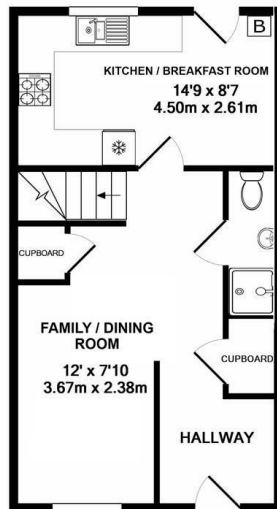 B
KITCHEN / BREAKFAST ROOM
14'9 x 8'7
4.50m x 2.61m
CUPBOARD
FAMILY / DINING
ROOM
12' x 7'10
3.67m x 2.38m
CUPBOARD
HALLWAY